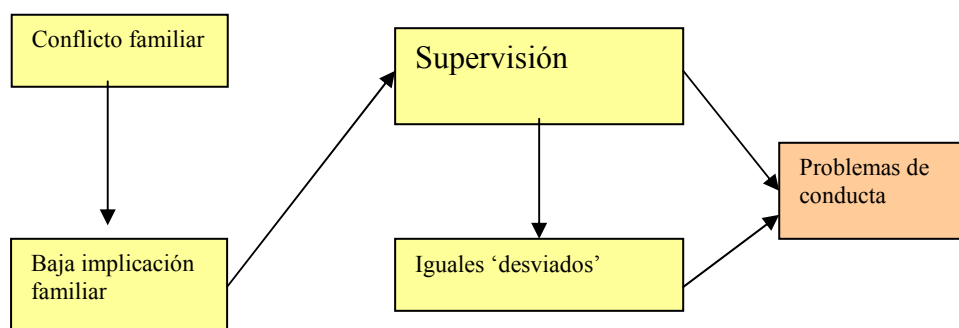 Conflicto familiar
Supervisión
Problemas de
conducta
Baja implicación
familiar
Iguales ‘desviados’